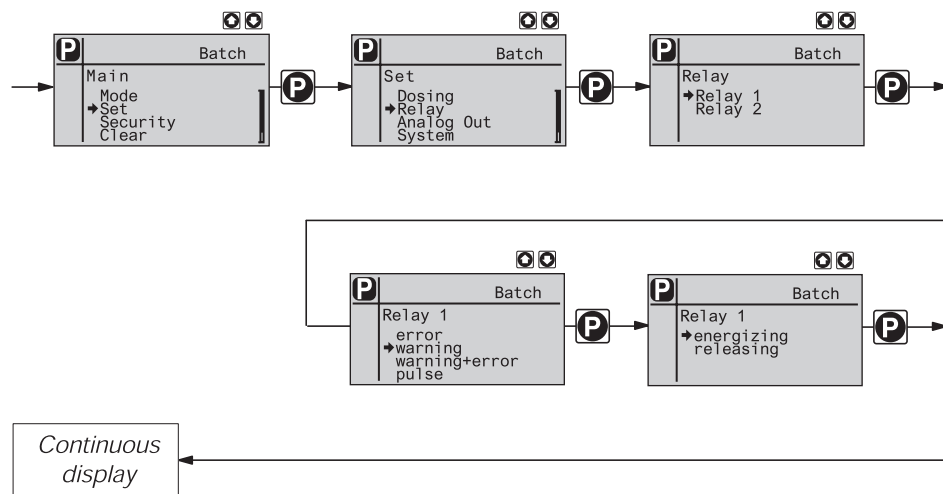 P Batch
Main
Mode
Set
Security
Clear
P
P Batch
Set
Dosing
Relay
Analog Out
System
P
P Batch
Relay
Relay 1
Relay 2
P
P Batch
Relay 1
error
warning
warning+error
pulse
P
P Batch
Relay 1
energizing
releasing
P
Continuous
display